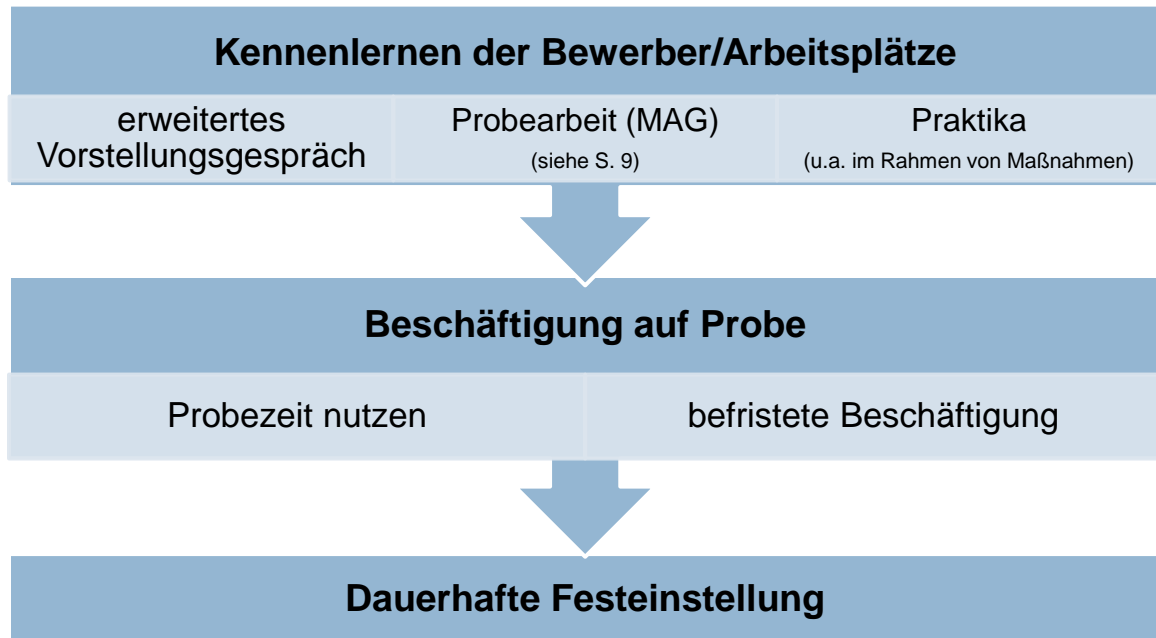 Kennenlernen der Bewerber/Arbeitsplätze
erweitertes
Vorstellungsgespräch
Probearbeit (MAG)
(siehe S. 9)
Praktika
(u.a. im Rahmen von Maßnahmen)
Beschäftigung auf Probe
Probezeit nutzen
befristete Beschäftigung
Dauerhafte Festeinstellung